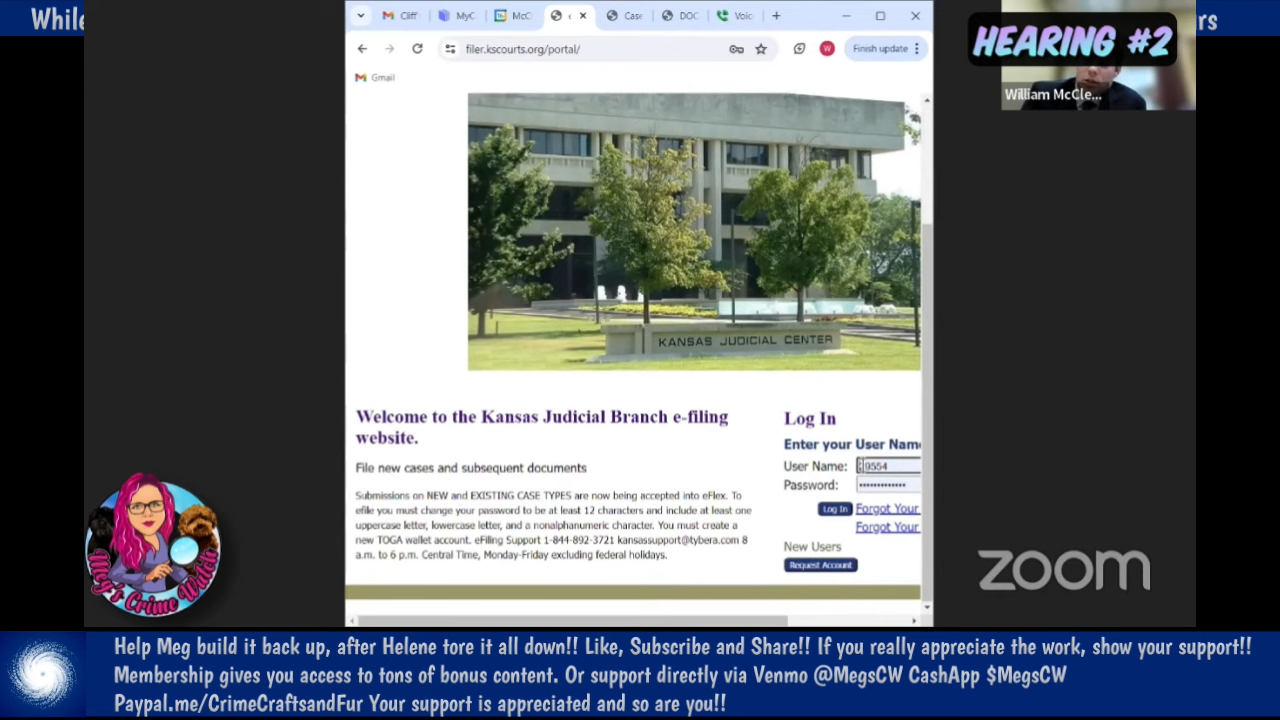 While
ers
Cliff
MyC
McC
Case
DOC
Voic
filer.kscourts.org/portal/
W
Finish update
Gmail
HEARING #2
William McCle...
KANSAS JUDICIAL CENTER
Welcome to the Kansas Judicial Branch e-filing
website.
File new cases and subsequent documents
Submissions on NEW and EXISTING CASE TYPES are now being accepted into eFlex. To
efile you must change your password to be at least 12 characters and include at least one
uppercase letter, lowercase letter, and a nonalphanumeric character. You must create a
new TOGA wallet account. eFiling Support 1-844-892-3721 kansassupport@tybera.com 8
a.m. to 6 p.m. Central Time, Monday-Friday excluding federal holidays.
Log In
Enter your User Name
User Name: 9554
Password: •••••••••••••
Log In Forgot Your
Forgot Your
New Users
Request Account
Meg's Crime Watch
zoom
Help Meg build it back up, after Helene tore it all down!! Like, Subscribe and Share!! If you really appreciate the work, show your support!!
Membership gives you access to tons of bonus content. Or support directly via Venmo @MegsCW CashApp $MegsCW
Paypal.me/CrimeCraftsandFur Your support is appreciated and so are you!!